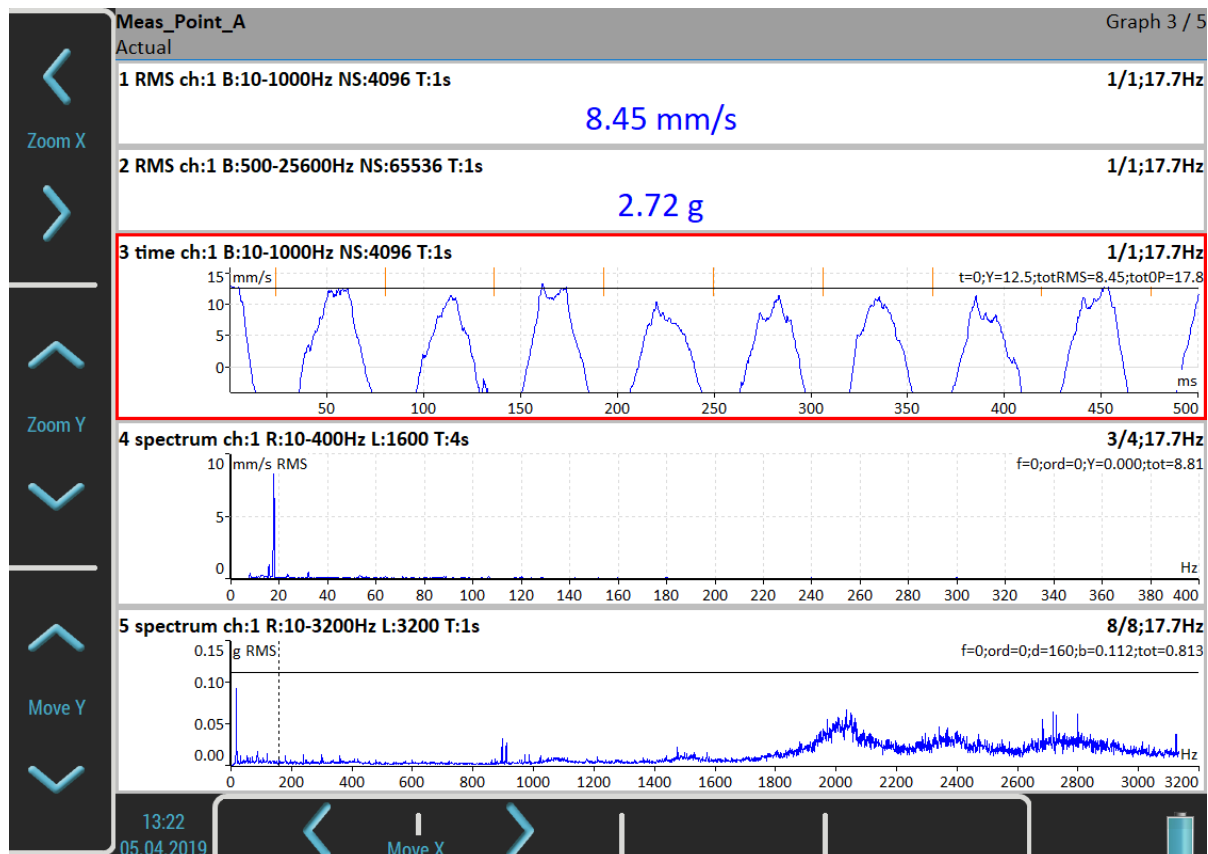 Meas_Point_A
Graph 3 / 5
Actual
Zoom X
Zoom Y
Move Y
1 RMS ch:1 B:10-1000Hz NS:4096 T:1s
1/1;17.7Hz
8.45 mm/s
2 RMS ch:1 B:500-25600Hz NS:65536 T:1s
1/1;17.7Hz
2.72 g
3 time ch:1 B:10-1000Hz NS:4096 T:1s
1/1;17.7Hz
15 mm/s
t=0;Y=12.5;totRMS=8.45;tot0P=17.8
10
5
0
ms
50 100 150 200 250 300 350 400 450 500
4 spectrum ch:1 R:10-400Hz L:1600 T:4s
3/4;17.7Hz
10 mm/s RMS
f=0;ord=0;Y=0.000;tot=8.81
5
0
Hz
0 20 40 60 80 100 120 140 160 180 200 220 240 260 280 300 320 340 360 380 400
5 spectrum ch:1 R:10-3200Hz L:3200 T:1s
8/8;17.7Hz
0.15 g RMS
f=0;ord=0;d=160;b=0.112;tot=0.813
0.10
0.05
0.00
Hz
0 200 400 600 800 1000 1200 1400 1600 1800 2000 2200 2400 2600 2800 3000 3200
13:22
05.04.2019
Move X